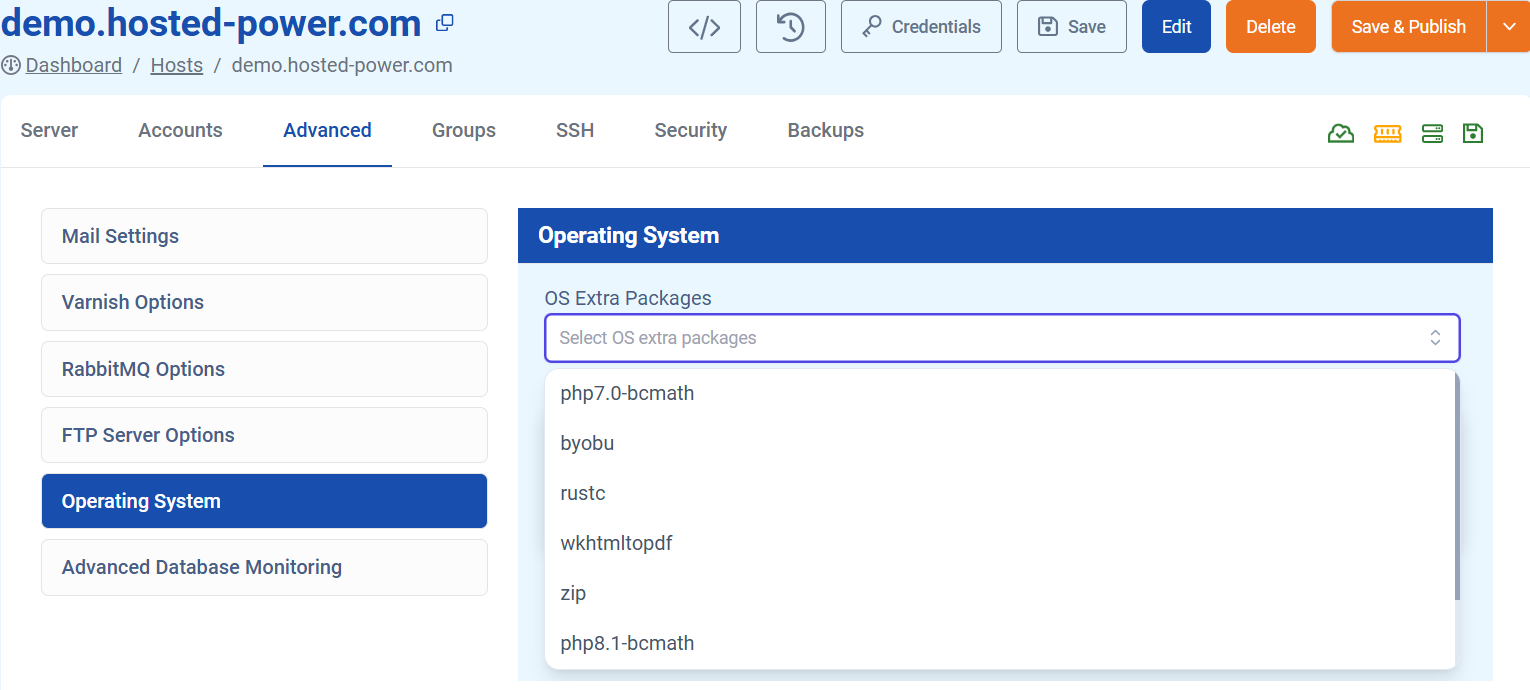 demo.hosted-power.com
</> Credentials Save Edit Delete Save & Publish
Dashboard / Hosts / demo.hosted-power.com
Server Accounts Advanced Groups SSH Security Backups
Mail Settings
Varnish Options
RabbitMQ Options
FTP Server Options
Operating System
Advanced Database Monitoring
Operating System
OS Extra Packages
Select OS extra packages
php7.0-bcmath
byobu
rustc
wkhtmltopdf
zip
php8.1-bcmath